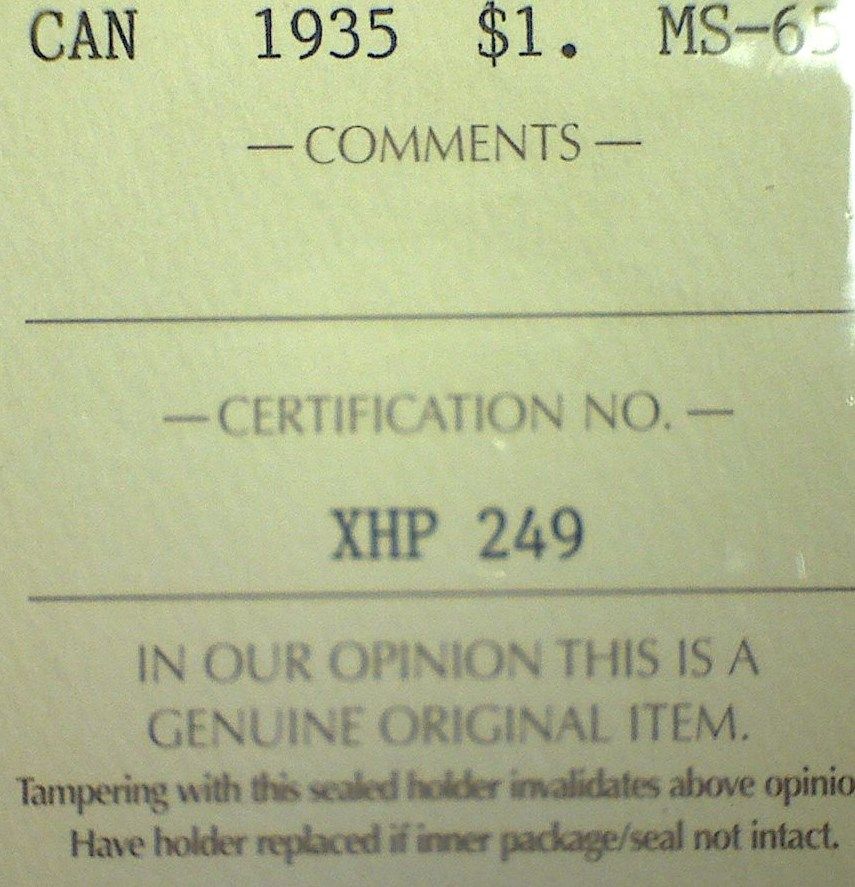 CAN 1935 $1. MS-65
— COMMENTS —
— CERTIFICATION NO. —
XHP 249
IN OUR OPINION THIS IS A
GENUINE ORIGINAL ITEM.
Tampering with this sealed holder invalidates above opinio
Have holder replaced if inner package/seal not intact.